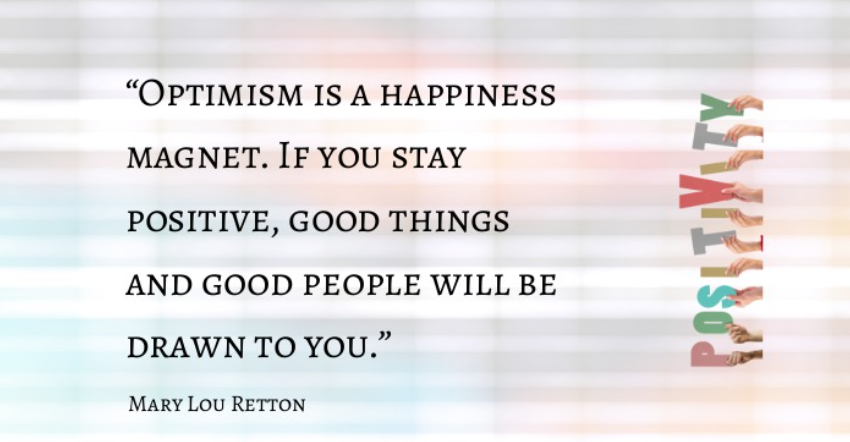 “Optimism is a happiness
magnet. If you stay
positive, good things
and good people will be
drawn to you.”
Mary Lou Retton
POSITIVITY